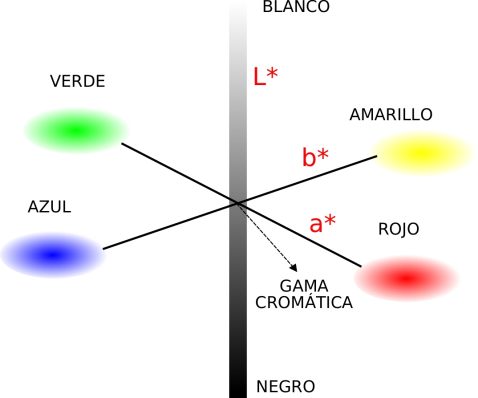 BLANCO
L*
VERDE
AMARILLO
b*
AZUL
a*
ROJO
GAMA
CROMÁTICA
NEGRO